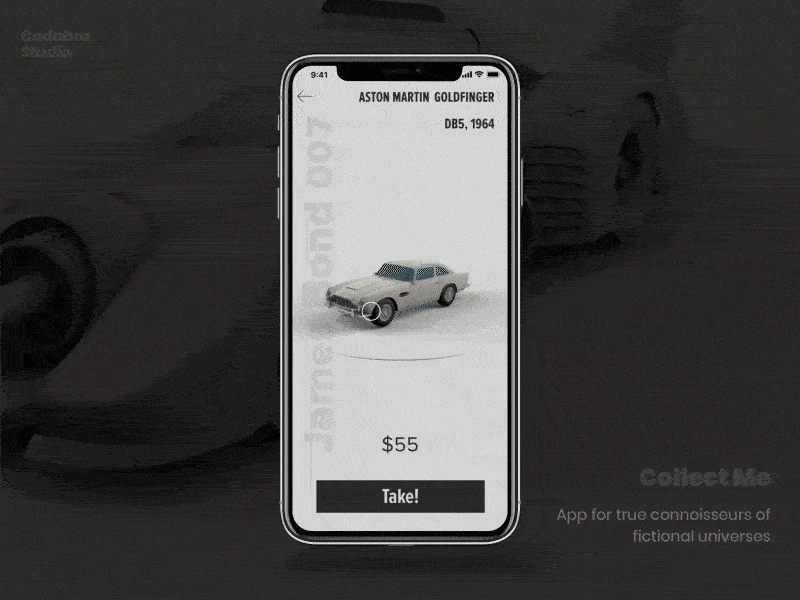 Cadabra
Studio
9:41
ASTON MARTIN GOLDFINGER
DB5, 1964
James Bond 007
$55
Take!
Collect Me
App for true connoisseurs of
fictional universes